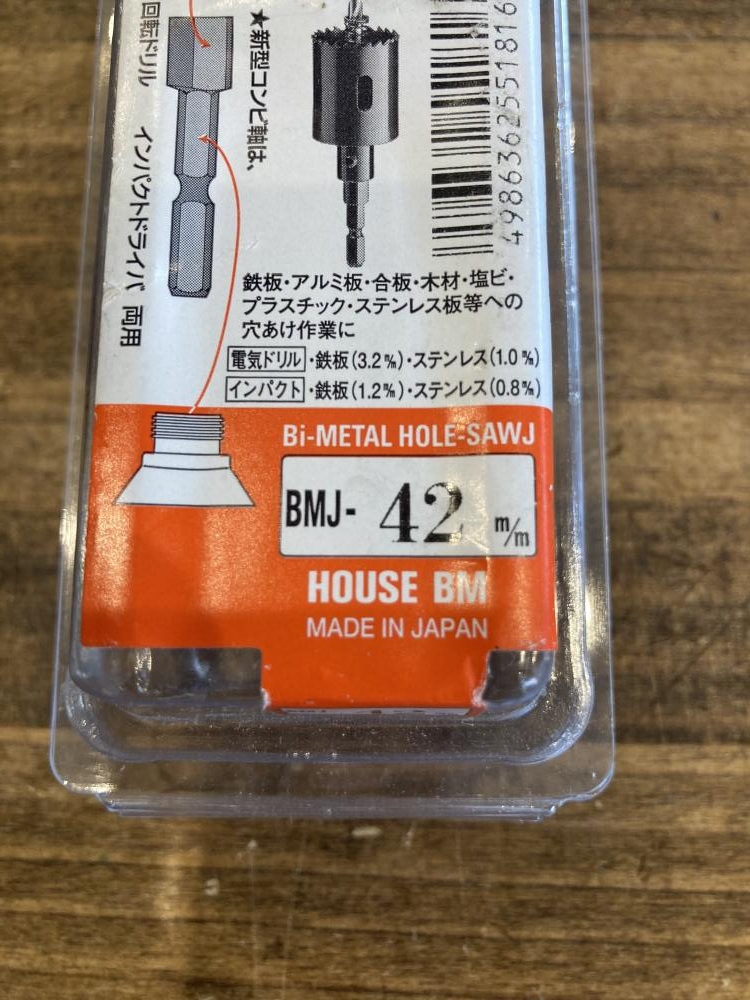 ★新型コンビ軸は、
回転ドリル
インパクトドライバ 両用
4986362551816
鉄板・アルミ板・合板・木材・塩ビ・
プラスチック・ステンレス板等への
穴あけ作業に
電気ドリル ・鉄板(3.2㎜)・ステンレス(1.0㎜)
インパクト ・鉄板(1.2㎜)・ステンレス(0.8㎜)
Bi-METAL HOLE-SAWJ
BMJ- 42 m/m
HOUSE BM
MADE IN JAPAN